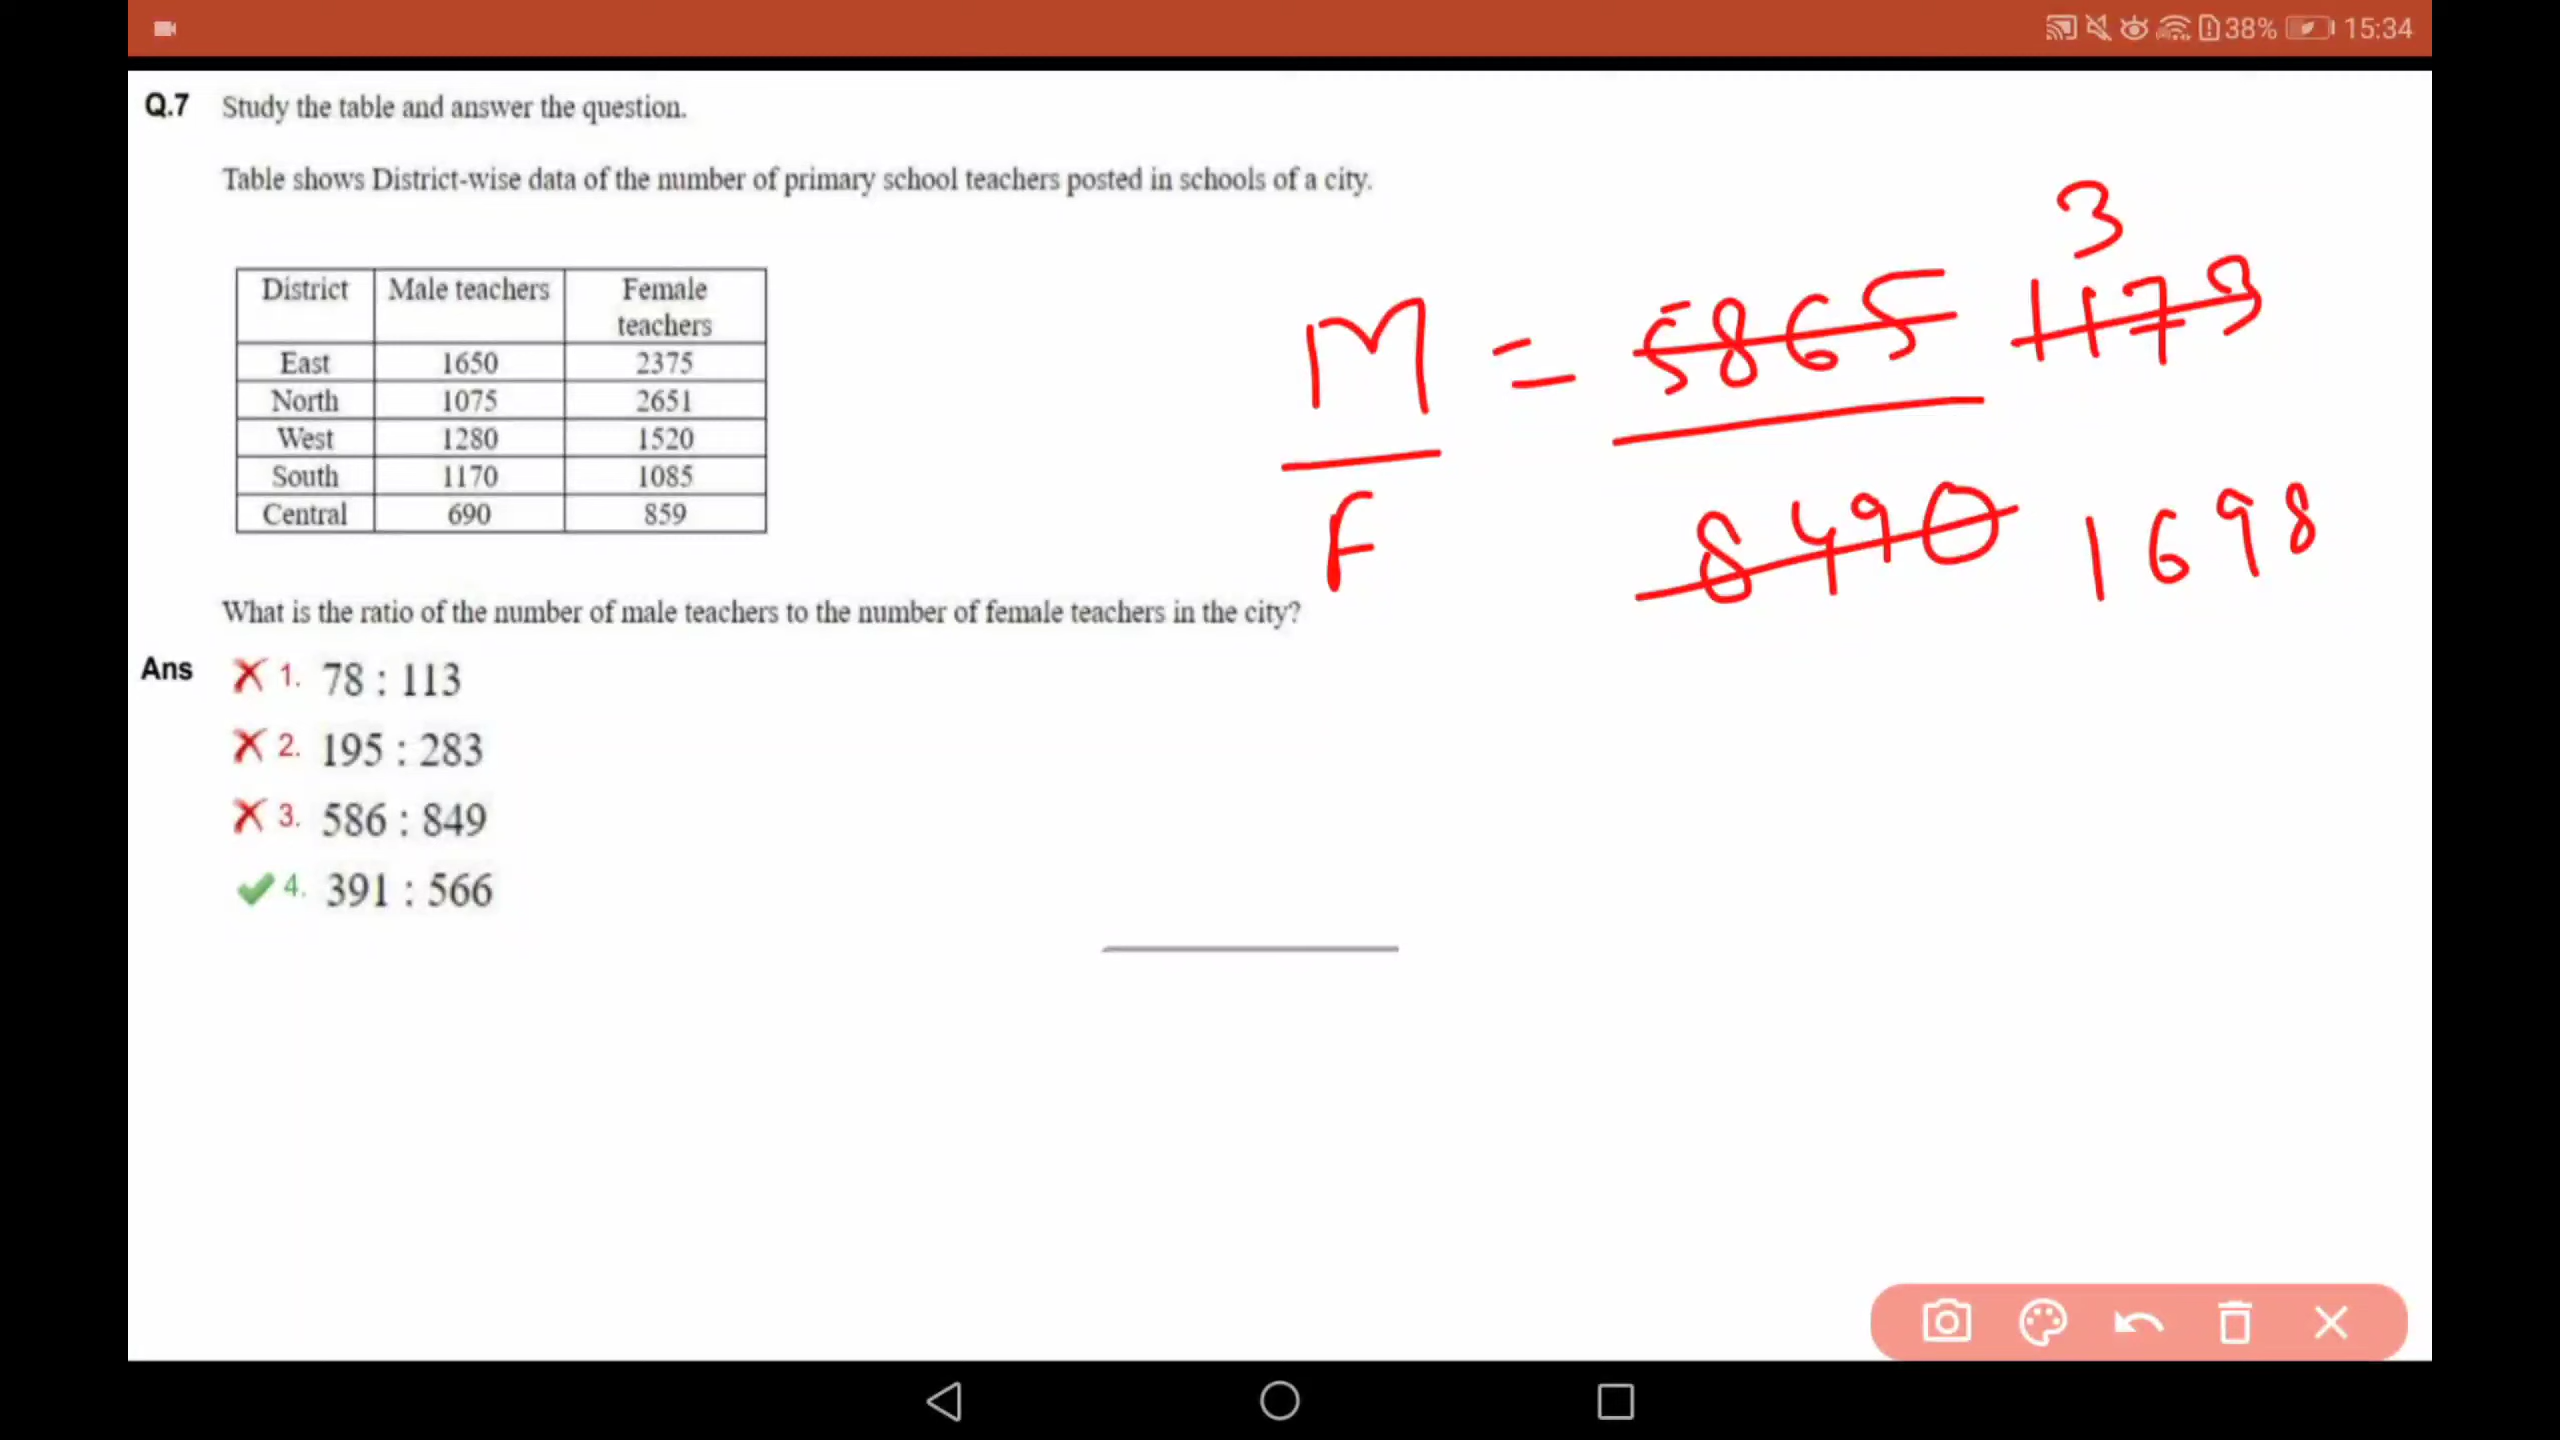 38% 15:34
Q.7 Study the table and answer the question.
Table shows District-wise data of the number of primary school teachers posted in schools of a city.
District Male teachers Female teachers
East 1650 2375
North 1075 2651
West 1280 1520
South 1170 1085
Central 690 859
What is the ratio of the number of male teachers to the number of female teachers in the city?
Ans 1. 78 : 113
2. 195 : 283
3. 586 : 849
4. 391 : 566
3
M = 5865 1173
F 8490 1698